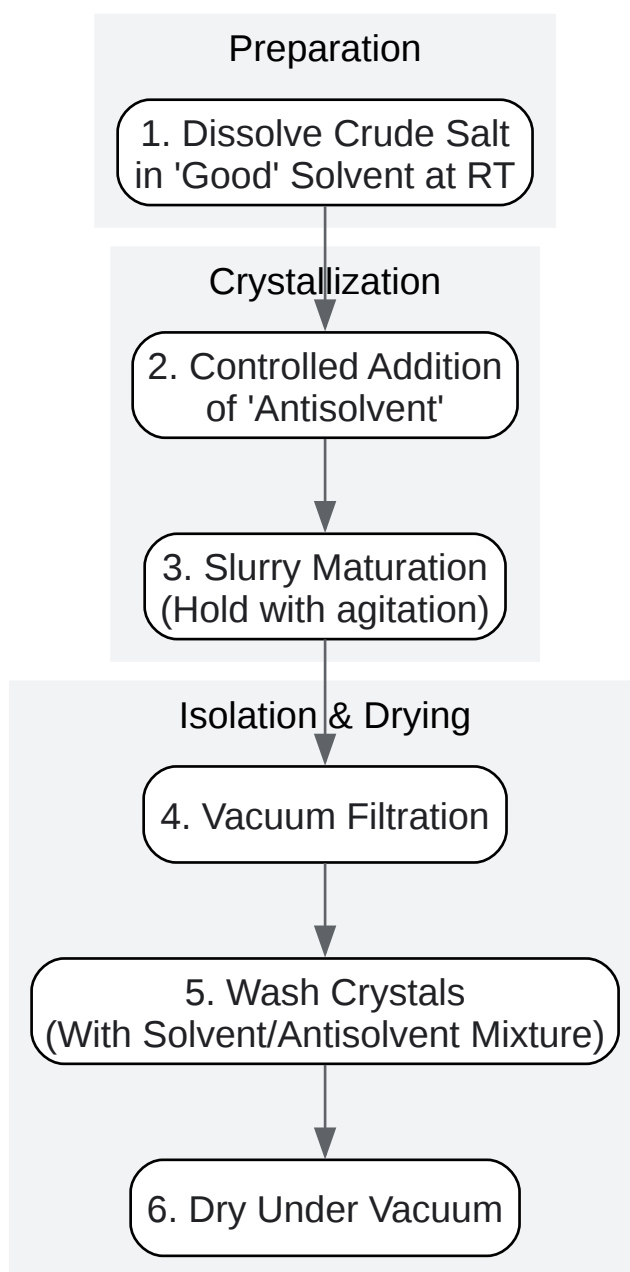 Preparation
1. Dissolve Crude Salt
in 'Good' Solvent at RT
Crystallization
2. Controlled Addition
of 'Antisolvent'
3. Slurry Maturation
(Hold with agitation)
Isolation & Drying
4. Vacuum Filtration
5. Wash Crystals
(With Solvent/Antisolvent Mixture)
6. Dry Under Vacuum